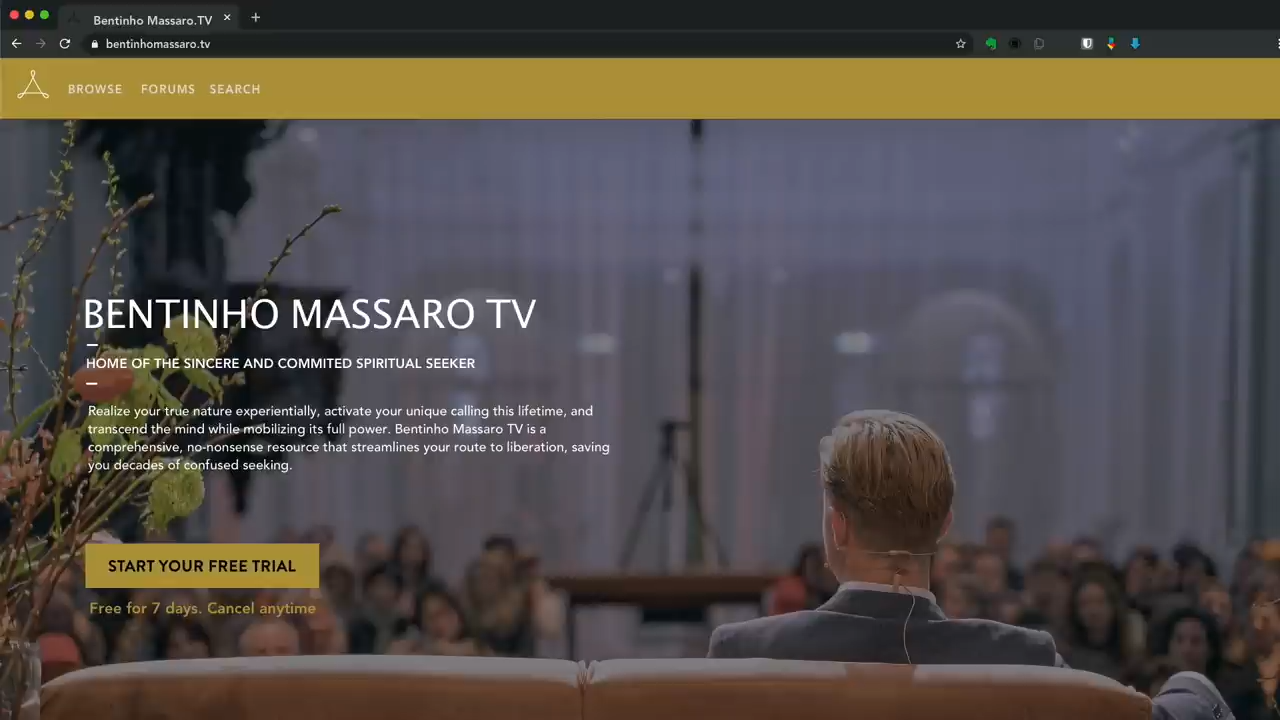 Bentinho Massaro.TV
bentinhomassaro.tv
BROWSE FORUMS SEARCH
BENTINHO MASSARO TV
HOME OF THE SINCERE AND COMMITED SPIRITUAL SEEKER
Realize your true nature experientially, activate your unique calling this lifetime, and
transcend the mind while mobilizing its full power. Bentinho Massaro TV is a
comprehensive, no-nonsense resource that streamlines your route to liberation, saving
you decades of confused seeking.
START YOUR FREE TRIAL
Free for 7 days. Cancel anytime